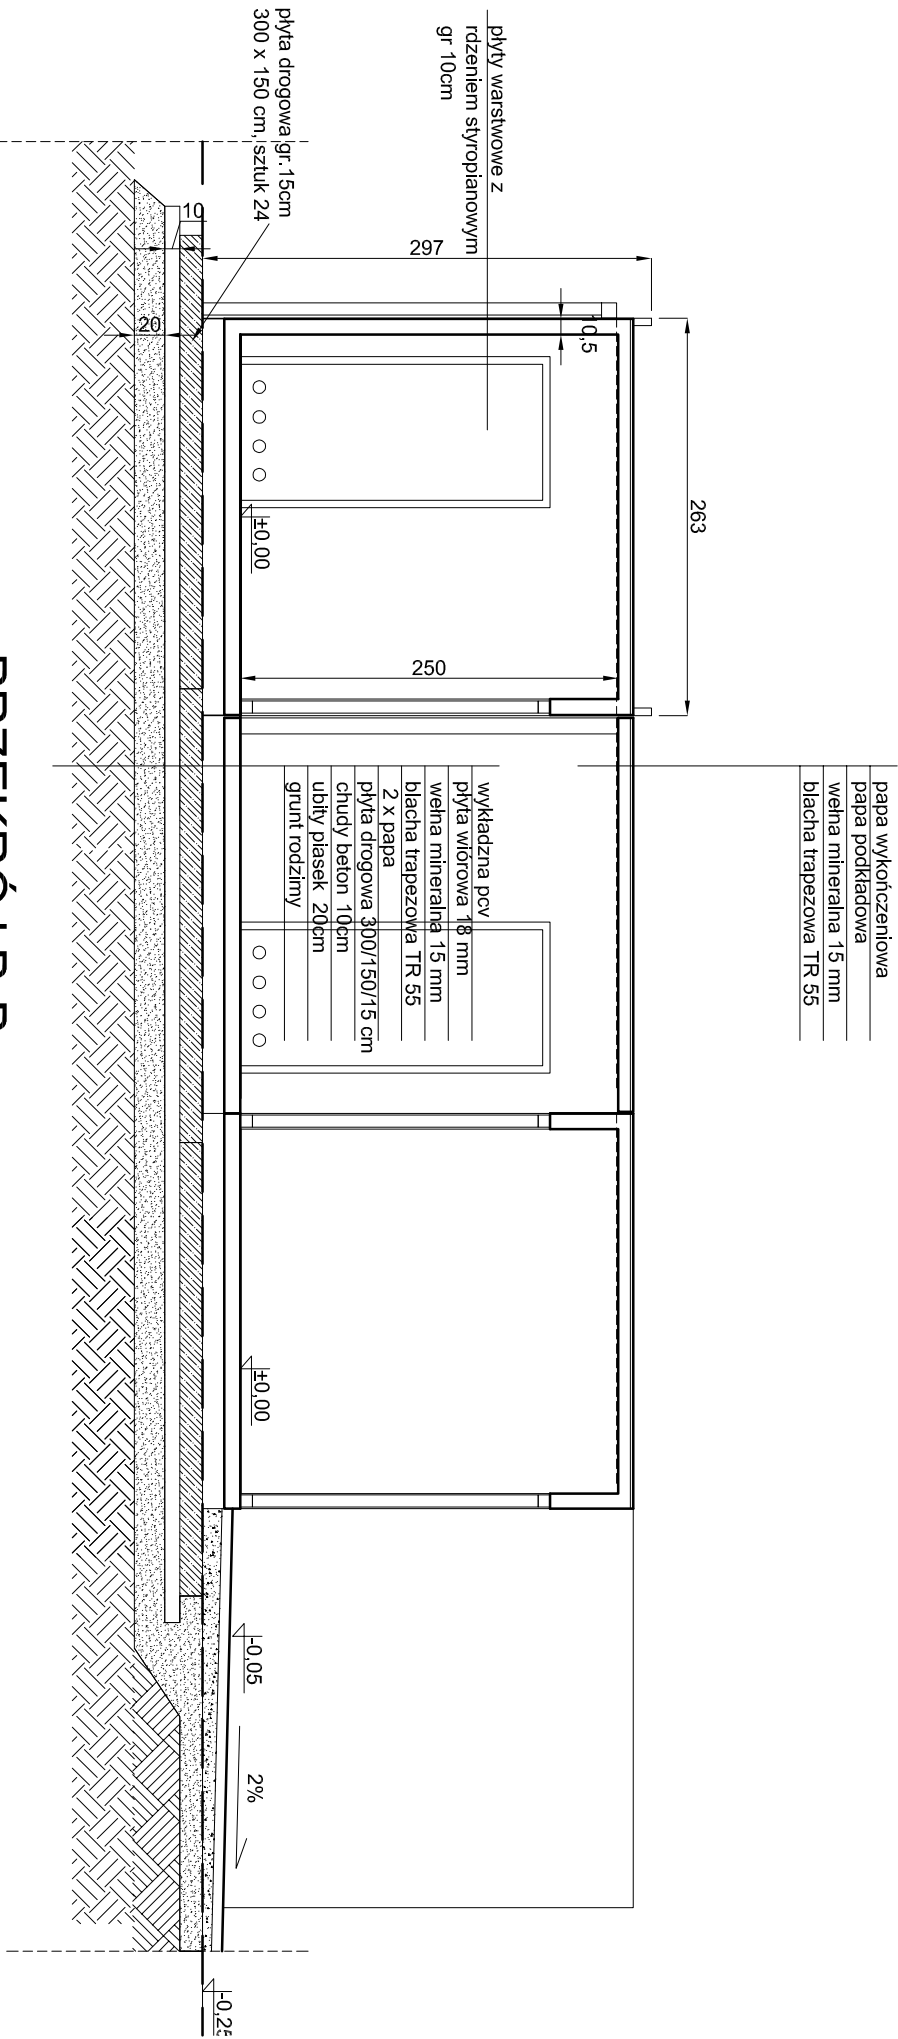 papa wykończeniowa
papa podkładowa
wełna mineralna 15 mm
blacha trapezowa TR 55
263
płyty warstwowe z
rdzeniem styropianowym
gr 10cm
297
10,5
250
wykładzna pcv
płyta wiórowa 18 mm
wełna mineralna 15 mm
blacha trapezowa TR 55
2 x papa
płyta drogowa 300/150/15 cm
chudy beton 10cm
ubity piasek 20cm
grunt rodzimy
płyta drogowa gr.15cm
300 x 150 cm, sztuk 24
±0,00
±0,00
-0,05
2%
-0,25
10
20